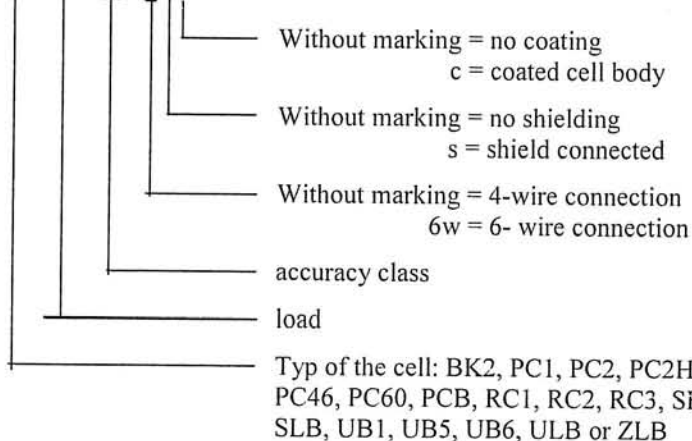 Without marking = no coating
c = coated cell body
Without marking = no shielding
s = shield connected
Without marking = 4-wire connection
6w = 6- wire connection
accuracy class
load
Typ of the cell: BK2, PC1, PC2, PC2H
PC46, PC60, PCB, RC1, RC2, RC3,
SLB, UB1, UB5, UB6, ULB or ZLB